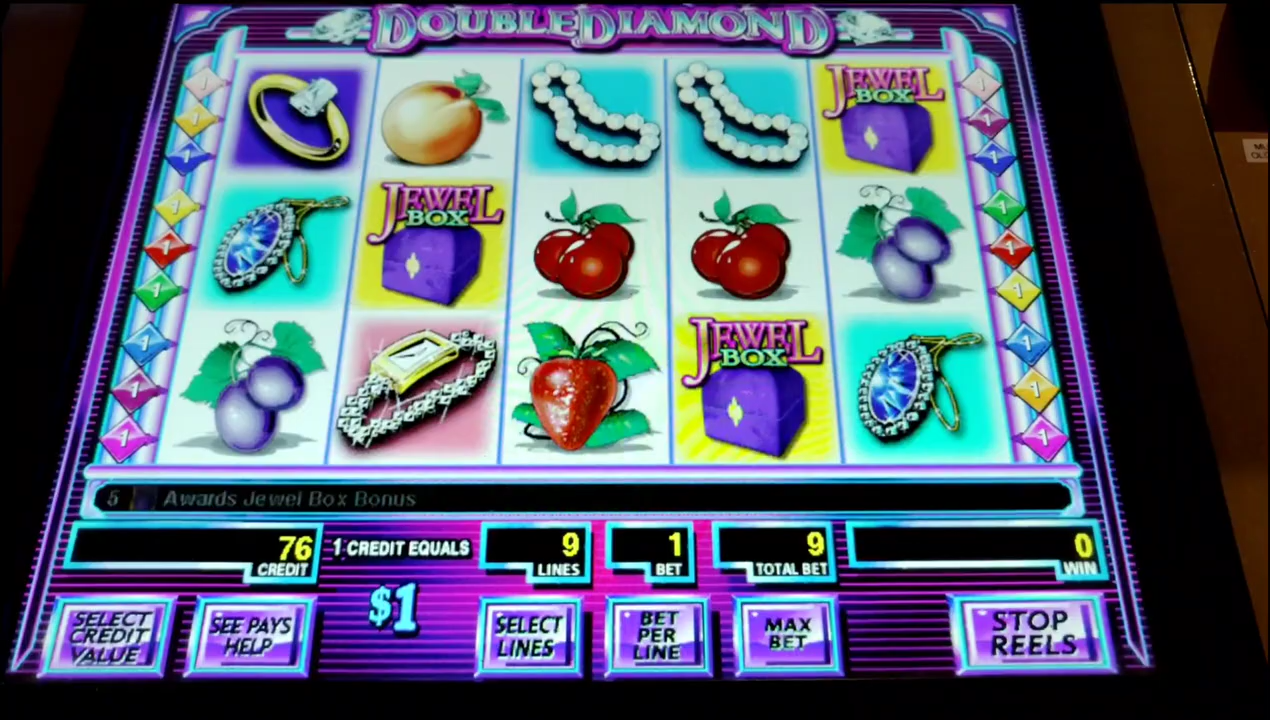 DOUBLEDIAMOND
JEWEL
BOX
JEWEL
BOX
JEWEL
BOX
5 Awards Jewel Box Bonus
76
CREDIT
1 CREDIT EQUALS
$1
9
LINES
1
BET
9
TOTAL BET
0
WIN
SELECT
CREDIT
VALUE
SEE PAYS
HELP
SELECT
LINES
BET
PER
LINE
MAX
BET
STOP
REELS